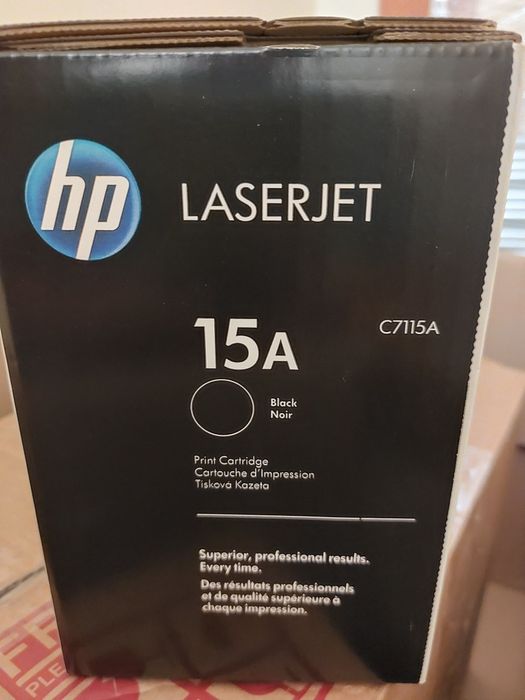 hp
LASERJET
15A
C7115A
Black
Noir
Print Cartridge
Cartouche d'Impression
Tisková Kazeta
Superior, professional results.
Every time.
Des résultats professionnels
et de qualité supérieure à
chaque impression.
PLE